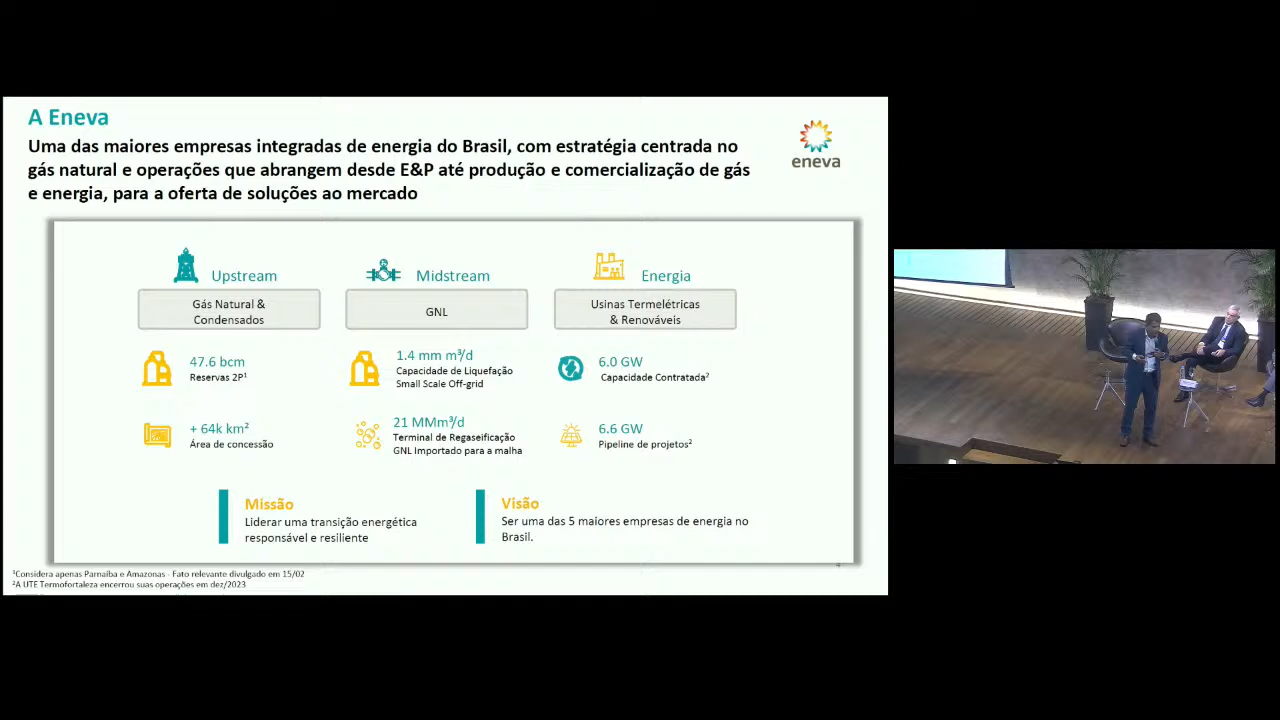 A Eneva
Uma das maiores empresas integradas de energia do Brasil, com estratégia centrada no
gás natural e operações que abrangem desde E&P até produção e comercialização de gás
e energia, para a oferta de soluções ao mercado
eneva
Upstream
Gás Natural &
Condensados
47.6 bcm
Reservas 2P¹
+ 64k km²
Área de concessão
Midstream
GNL
1.4 mm m³/d
Capacidade de Liquefação
Small Scale Off-grid
21 MMm³/d
Terminal de Regaseificação
GNL Importado para a malha
Energia
Usinas Termelétricas
& Renováveis
6.0 GW
Capacidade Contratada²
6.6 GW
Pipeline de projetos²
Missão
Liderar uma transição energética
responsável e resiliente
Visão
Ser uma das 5 maiores empresas de energia no
Brasil.
¹Considera apenas Parnaíba e Amazonas - Fato relevante divulgado em 15/02
²A UTE Termofortaleza encerrou suas operações em dez/2023